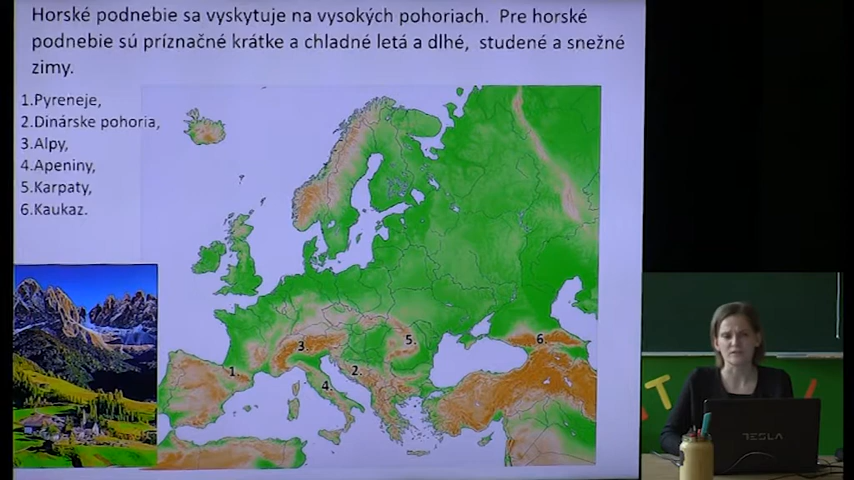 Horské podnebie sa vyskytuje na vysokých pohoriach. Pre horské
podnebie sú príznačné krátke a chladné letá a dlhé, studené a snežné
zimy.
1.Pyreneje,
2.Dinárske pohoria,
3.Alpy,
4.Apeniny,
5.Karpaty,
6.Kaukaz.
1.
2.
3.
4.
5.
6.
T
TESLA